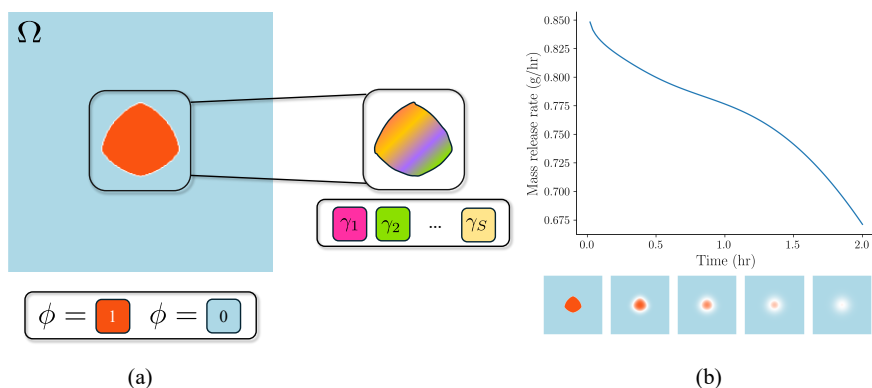 Ω
γ1 γ2 ... γS
ϕ = 1 ϕ = 0
(a)
Mass release rate (g/hr)
0.850
0.825
0.800
0.775
0.750
0.725
0.700
0.675
0.0 0.5 1.0 1.5 2.0
Time (hr)
(b)